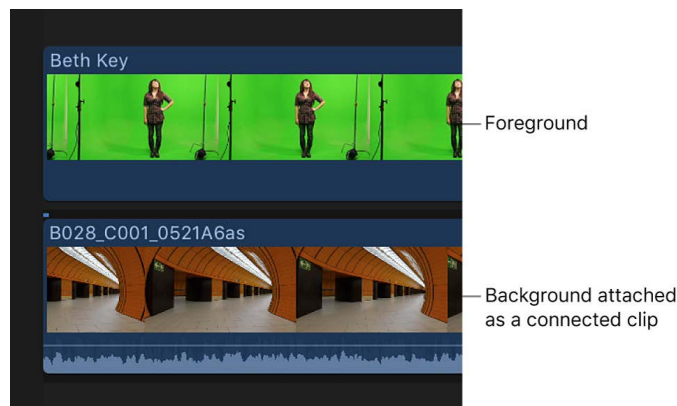 Beth Key
Foreground
B028_C001_0521A6as
Background attached
as a connected clip